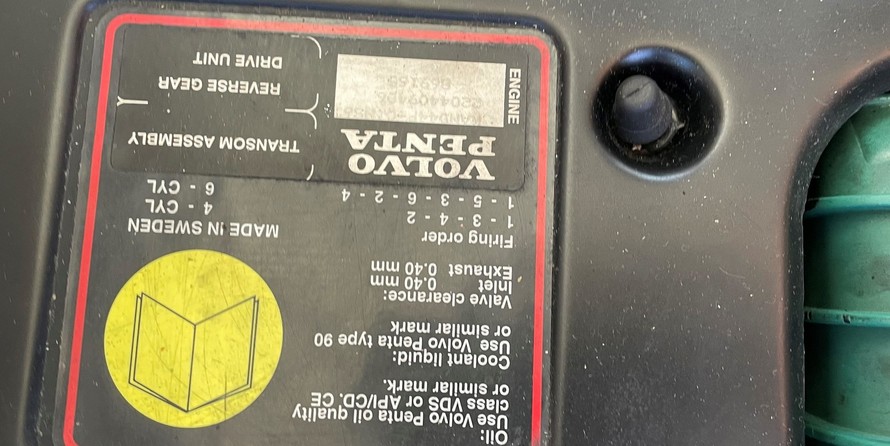 Oil:
Use Volvo Penta oil quality
class VDS or API/CD. CE
or similar mark.
Coolant liquid:
Use Volvo Penta type 90
or similar mark
Valve clearance:
Inlet 0.40 mm
Exhaust 0.40 mm
Firing order
MADE IN SWEDEN
1 - 3 - 4 - 2 4 - CYL
1 - 5 - 3 - 6 - 2 - 4 6 - CYL
VOLVO
PENTA
TRANSOM ASSEMBLY
ENGINE
REVERSE GEAR
DRIVE UNIT